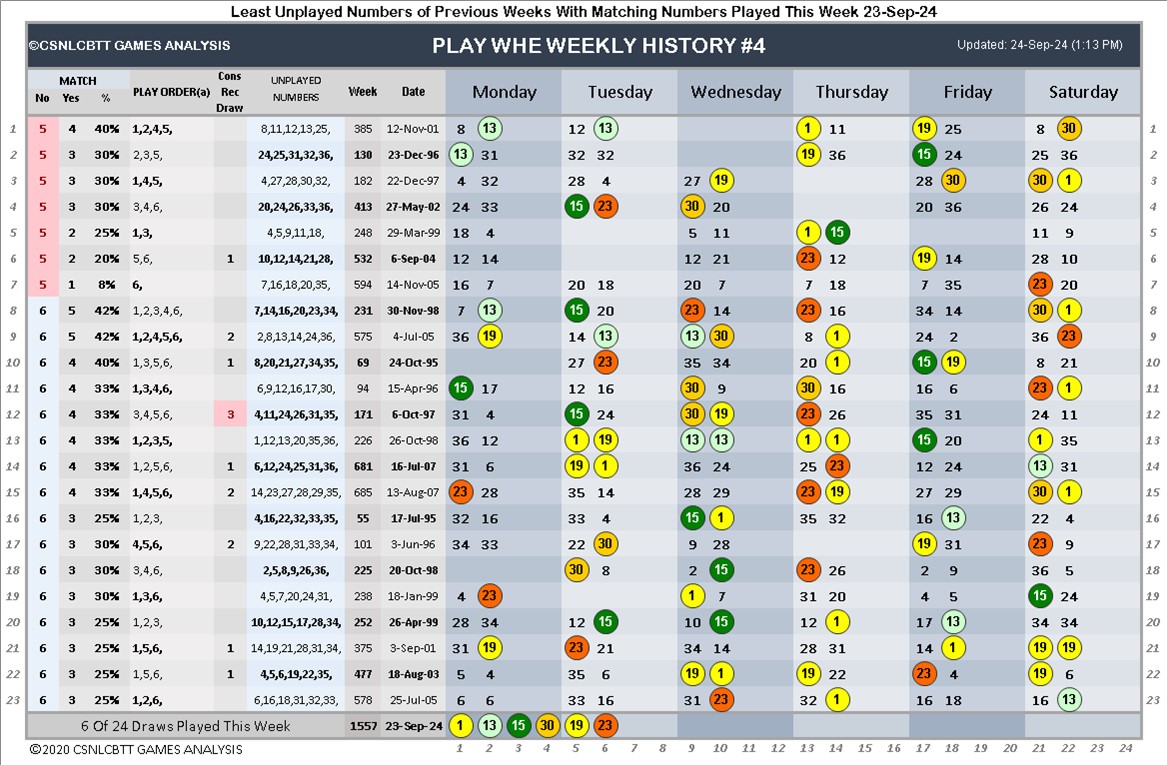 Least Unplayed Numbers of Previous Weeks With Matching Numbers Played This Week 23-Sep-24
©CSNLCBTT GAMES ANALYSIS PLAY WHE WEEKLY HISTORY #4 Updated: 24-Sep-24 (1:13 PM)
MATCH No Yes % PLAY ORDER(a) Cons Rec Draw UNPLAYED NUMBERS Week Date Monday Tuesday Wednesday Thursday Friday Saturday
1 5 4 40% 1,2,4,5, 8,11,12,13,25, 385 12-Nov-01 8 13 12 13 1 11 19 25 8 30 1
2 5 3 30% 2,3,5, 24,25,31,32,36, 130 23-Dec-96 13 31 32 32 19 36 15 24 25 36 2
3 5 3 30% 1,4,5, 4,27,28,30,32, 182 22-Dec-97 4 32 28 4 27 19 28 30 30 1 3
4 5 3 30% 3,4,6, 20,24,26,33,36, 413 27-May-02 24 33 15 23 30 20 20 36 26 24 4
5 5 2 25% 1,3, 4,5,9,11,18, 248 29-Mar-99 18 4 5 11 1 15 11 9 5
6 5 2 20% 5,6, 1 10,12,14,21,28, 532 6-Sep-04 12 14 12 21 23 12 19 14 28 10 6
7 5 1 8% 6, 7,16,18,20,35, 594 14-Nov-05 16 7 20 18 20 7 7 18 7 35 23 20 7
8 6 5 42% 1,2,3,4,6, 7,14,16,20,23,34, 231 30-Nov-98 7 13 15 20 23 14 23 16 34 14 30 1 8
9 6 5 42% 1,2,4,5,6, 2 2,8,13,14,24,36, 575 4-Jul-05 36 19 14 13 13 30 8 1 24 2 36 23 9
10 6 4 40% 1,3,5,6, 1 8,20,21,27,34,35, 69 24-Oct-95 27 23 35 34 20 1 15 19 8 21 10
11 6 4 33% 1,3,4,6, 6,9,12,16,17,30, 94 15-Apr-96 15 17 12 16 30 9 30 16 16 6 23 1 11
12 6 4 33% 3,4,5,6, 3 4,11,24,26,31,35, 171 6-Oct-97 31 4 15 24 30 19 23 26 35 31 24 11 12
13 6 4 33% 1,2,3,5, 1,12,13,20,35,36, 226 26-Oct-98 36 12 1 19 13 13 1 1 15 20 1 35 13
14 6 4 33% 1,2,5,6, 1 6,12,24,25,31,36, 681 16-Jul-07 31 6 19 1 36 24 25 23 12 24 13 31 14
15 6 4 33% 1,4,5,6, 2 14,23,27,28,29,35, 685 13-Aug-07 23 28 35 14 28 29 23 19 27 29 30 1 15
16 6 3 25% 1,2,3, 4,16,22,32,33,35, 55 17-Jul-95 32 16 33 4 15 1 35 32 16 13 22 4 16
17 6 3 30% 4,5,6, 2 9,22,28,31,33,34, 101 3-Jun-96 34 33 22 30 9 28 19 31 23 9 17
18 6 3 30% 3,4,6, 2,5,8,9,26,36, 225 20-Oct-98 30 8 2 15 23 26 2 9 36 5 18
19 6 3 30% 1,3,6, 4,5,7,20,24,31, 238 18-Jan-99 4 23 1 7 31 20 4 5 15 24 19
20 6 3 25% 1,2,3, 10,12,15,17,28,34, 252 26-Apr-99 28 34 12 15 10 15 12 1 17 13 34 34 20
21 6 3 25% 1,5,6, 1 14,19,21,28,31,34, 375 3-Sep-01 31 19 23 21 34 14 28 31 14 1 19 19 21
22 6 3 25% 1,5,6, 1 4,5,6,19,22,35, 477 18-Aug-03 5 4 35 6 19 1 19 22 23 4 19 6 22
23 6 3 25% 1,2,6, 6,16,18,31,32,33, 578 25-Jul-05 6 6 33 16 31 23 32 1 16 18 16 13 23
6 Of 24 Draws Played This Week 1557 23-Sep-24 1 13 15 30 19 23
©2020 CSNLCBTT GAMES ANALYSIS 1 2 3 4 5 6 7 8 9 10 11 12 13 14 15 16 17 18 19 20 21 22 23 24